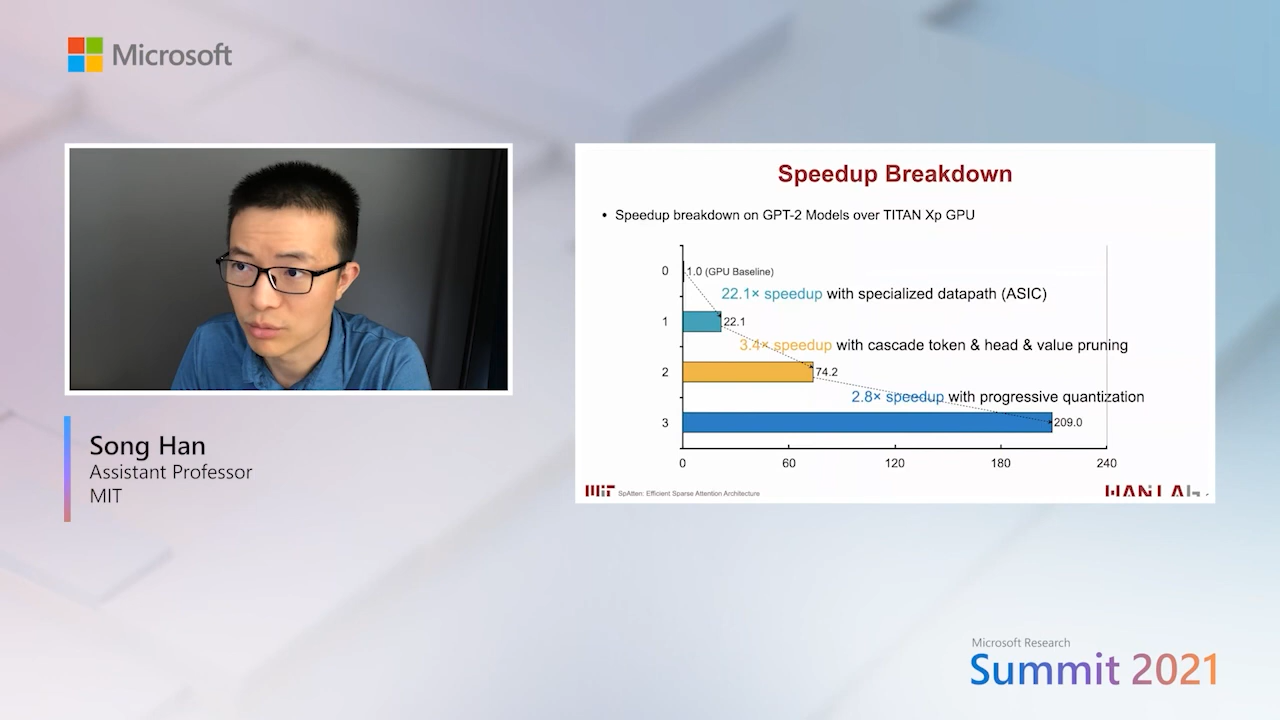 Microsoft
Song Han
Assistant Professor
MIT
Speedup Breakdown
• Speedup breakdown on GPT-2 Models over TITAN Xp GPU
0
1.0 (GPU Baseline)
22.1× speedup with specialized datapath (ASIC)
1
22.1
3.4× speedup with cascade token & head & value pruning
2
74.2
2.8× speedup with progressive quantization
3
209.0
0 60 120 180 240
MIT SpAtten: Efficient Sparse Attention Architecture
Microsoft Research
Summit 2021